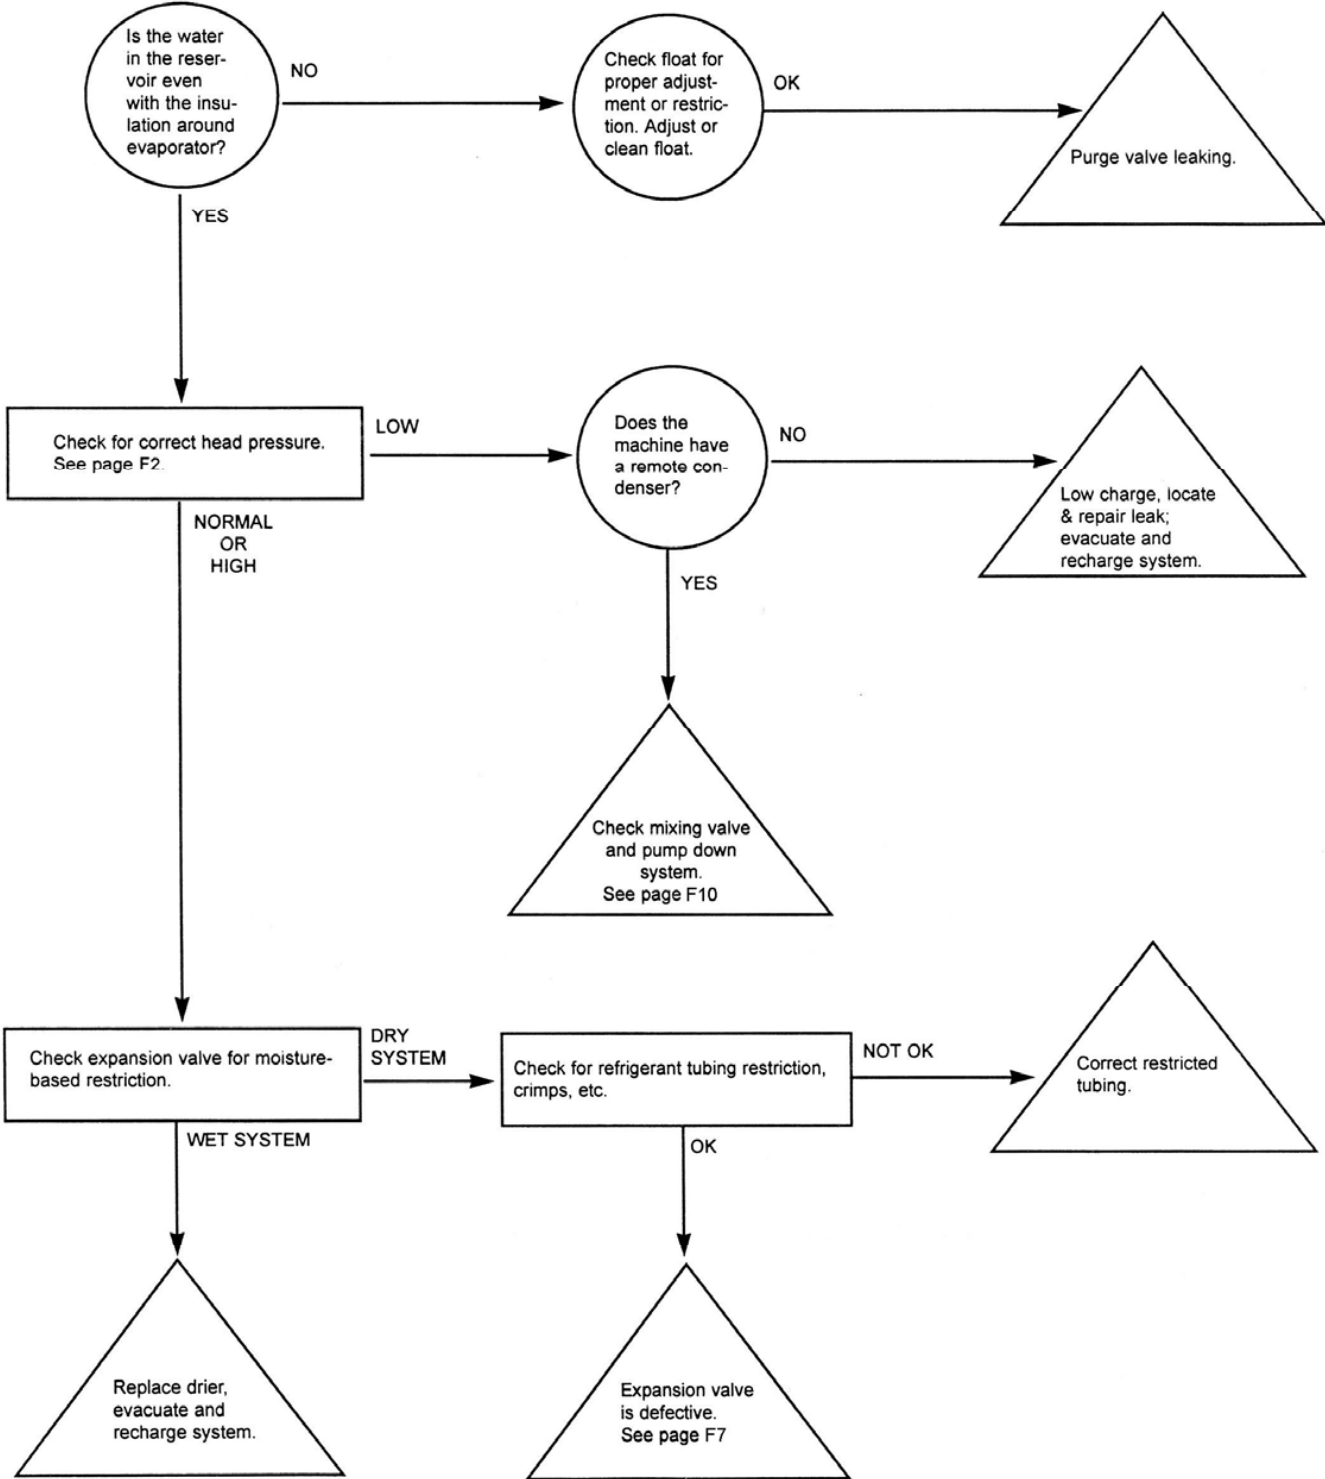 Is the water
in the reser-
voir even
with the insu-
lation around
evaporator?
NO
Check float for
proper adjust-
ment or restric-
tion. Adjust or
clean float.
OK
Purge valve leaking.
YES
Check for correct head pressure.
See page F2.
LOW
Does the
machine have
a remote con-
denser?
NO
Low charge, locate
& repair leak;
evacuate and
recharge system.
NORMAL
OR
HIGH
YES
Check mixing valve
and pump down
system.
See page F10
Check expansion valve for moisture-
based restriction.
DRY
SYSTEM
Check for refrigerant tubing restriction,
crimps, etc.
NOT OK
Correct restricted
tubing.
WET SYSTEM
OK
Replace drier,
evacuate and
recharge system.
Expansion valve
is defective.
See page F7